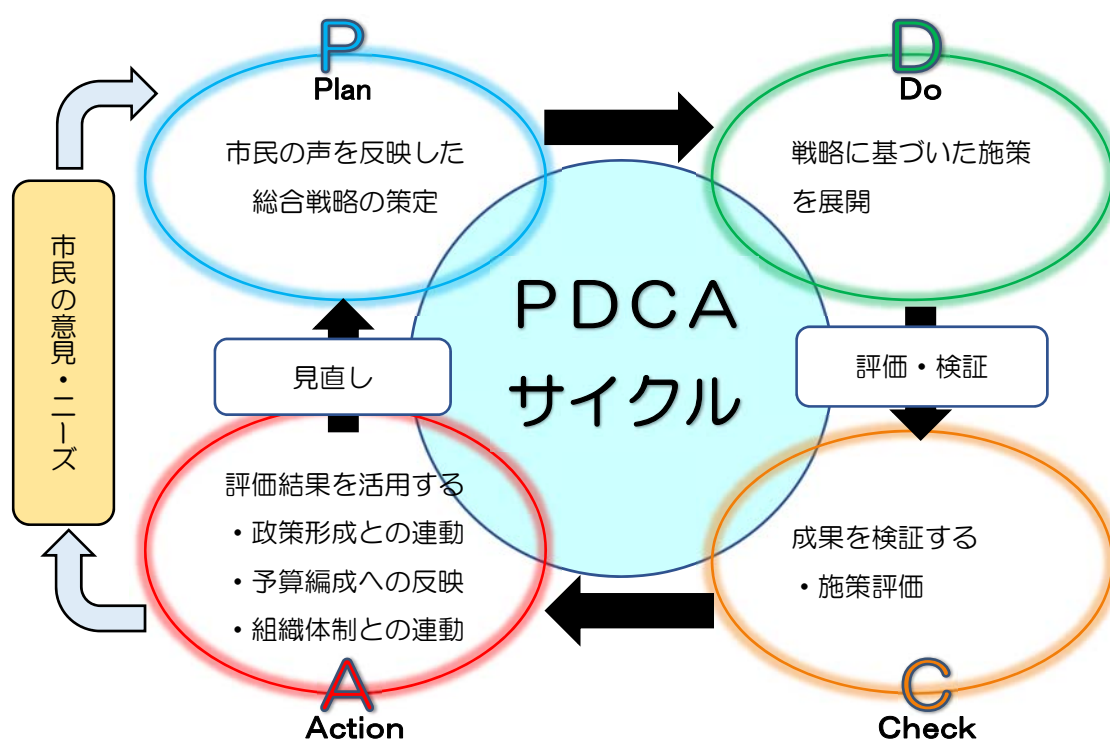 P
Plan
市民の声を反映した
総合戦略の策定
D
Do
戦略に基づいた施策
を展開
市民の意見・ニーズ
PDCA
サイクル
見直し
評価・検証
評価結果を活用する
・政策形成との連動
・予算編成への反映
・組織体制との連動
A
Action
成果を検証する
・施策評価
C
Check